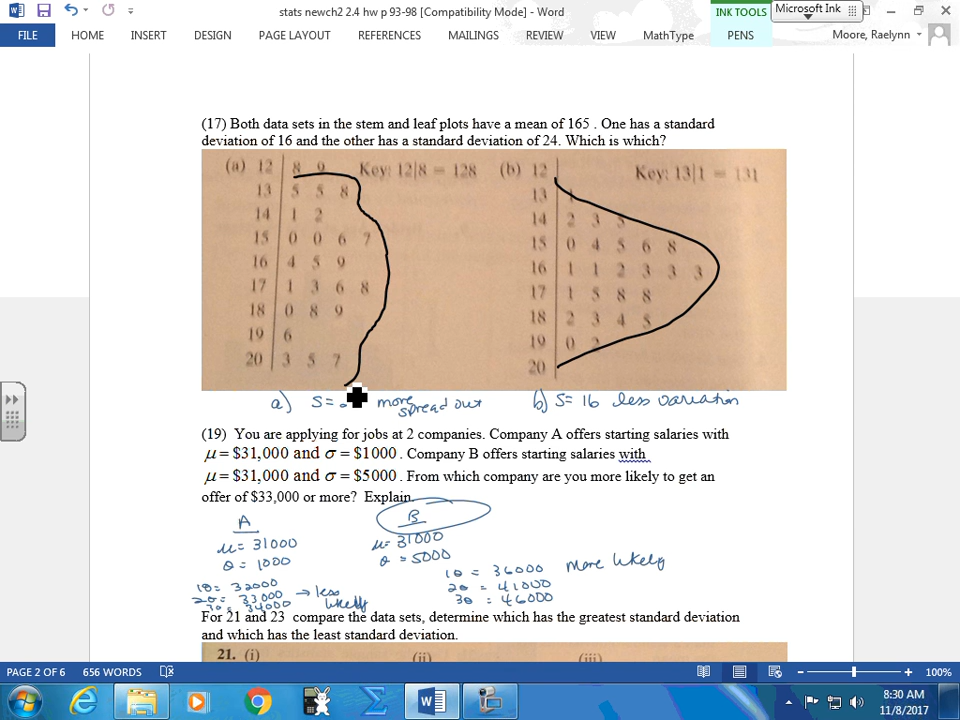 stats newch2 2.4 hw p 93-98 [Compatibility Mode] - Word
INK TOOLS
Microsoft Ink
FILE HOME INSERT DESIGN PAGE LAYOUT REFERENCES MAILINGS REVIEW VIEW MathType PENS Moore, Raelynn
(17) Both data sets in the stem and leaf plots have a mean of 165 . One has a standard
deviation of 16 and the other has a standard deviation of 24. Which is which?
(a) 12 | 8 9 Key: 12|8 = 128 (b) 12 | Key: 13|1 = 131
13 | 5 5 8 13 | 1
14 | 1 2 14 | 2 3 5
15 | 0 0 6 7 15 | 0 4 5 6 8
16 | 4 5 9 16 | 1 1 2 3 3 3
17 | 1 3 6 8 17 | 1 5 8 8
18 | 0 8 9 18 | 2 3 4 5
19 | 6 19 | 0 2
20 | 3 5 7 20 |
a) S = more spread out b) S = 16 less variation
(19) You are applying for jobs at 2 companies. Company A offers starting salaries with
μ = $31,000 and σ = $1000 . Company B offers starting salaries with
μ = $31,000 and σ = $5000 . From which company are you more likely to get an
offer of $33,000 or more? Explain.
A B
μ = 31000 μ = 31000
θ = 1000 θ = 5000
1θ = 32000 1θ = 36000 more likely
2θ = 33000 → less likely 2θ = 41000
3θ = 34000 3θ = 46000
For 21 and 23 compare the data sets, determine which has the greatest standard deviation
and which has the least standard deviation.
21. (i) (ii) (iii)
PAGE 2 OF 6 656 WORDS 100%
8:30 AM
11/8/2017